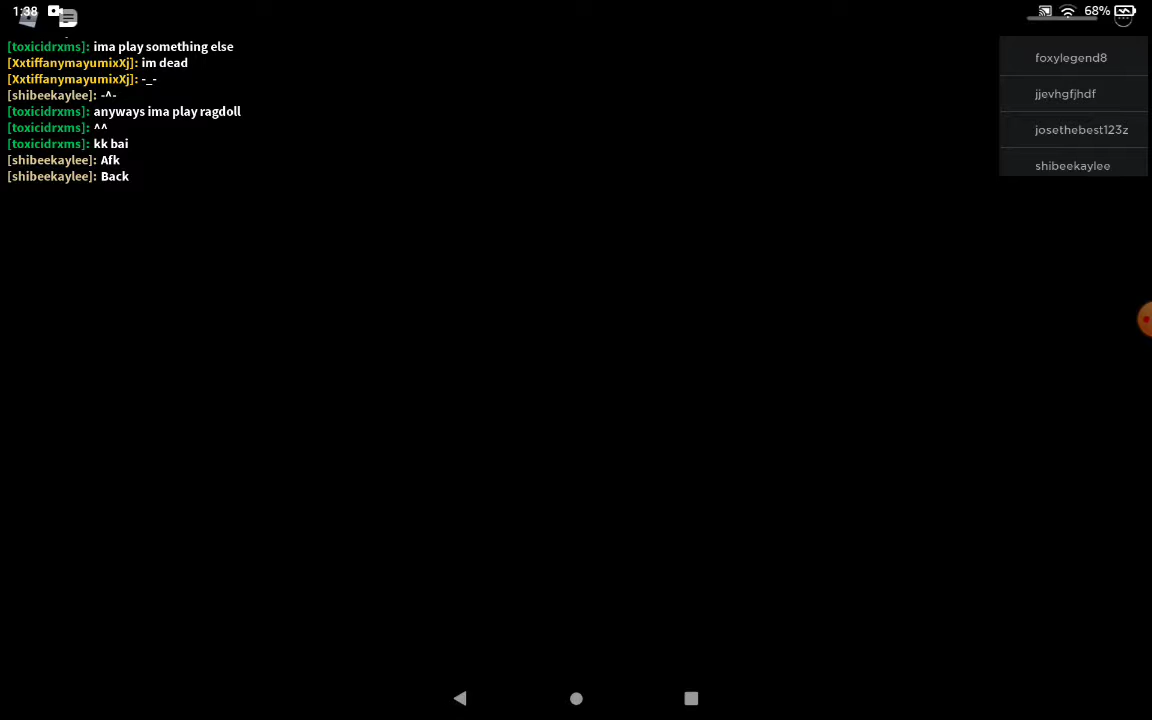 1:38
68%
[toxicidrxms]: ima play something else
[XxtiffanymayumixXj]: im dead
[XxtiffanymayumixXj]: -_-
[shibeekaylee]: -^-
[toxicidrxms]: anyways ima play ragdoll
[toxicidrxms]: ^^
[toxicidrxms]: kk bai
[shibeekaylee]: Afk
[shibeekaylee]: Back
foxylegend8
jjevhgfjhdf
josethebest123z
shibeekaylee